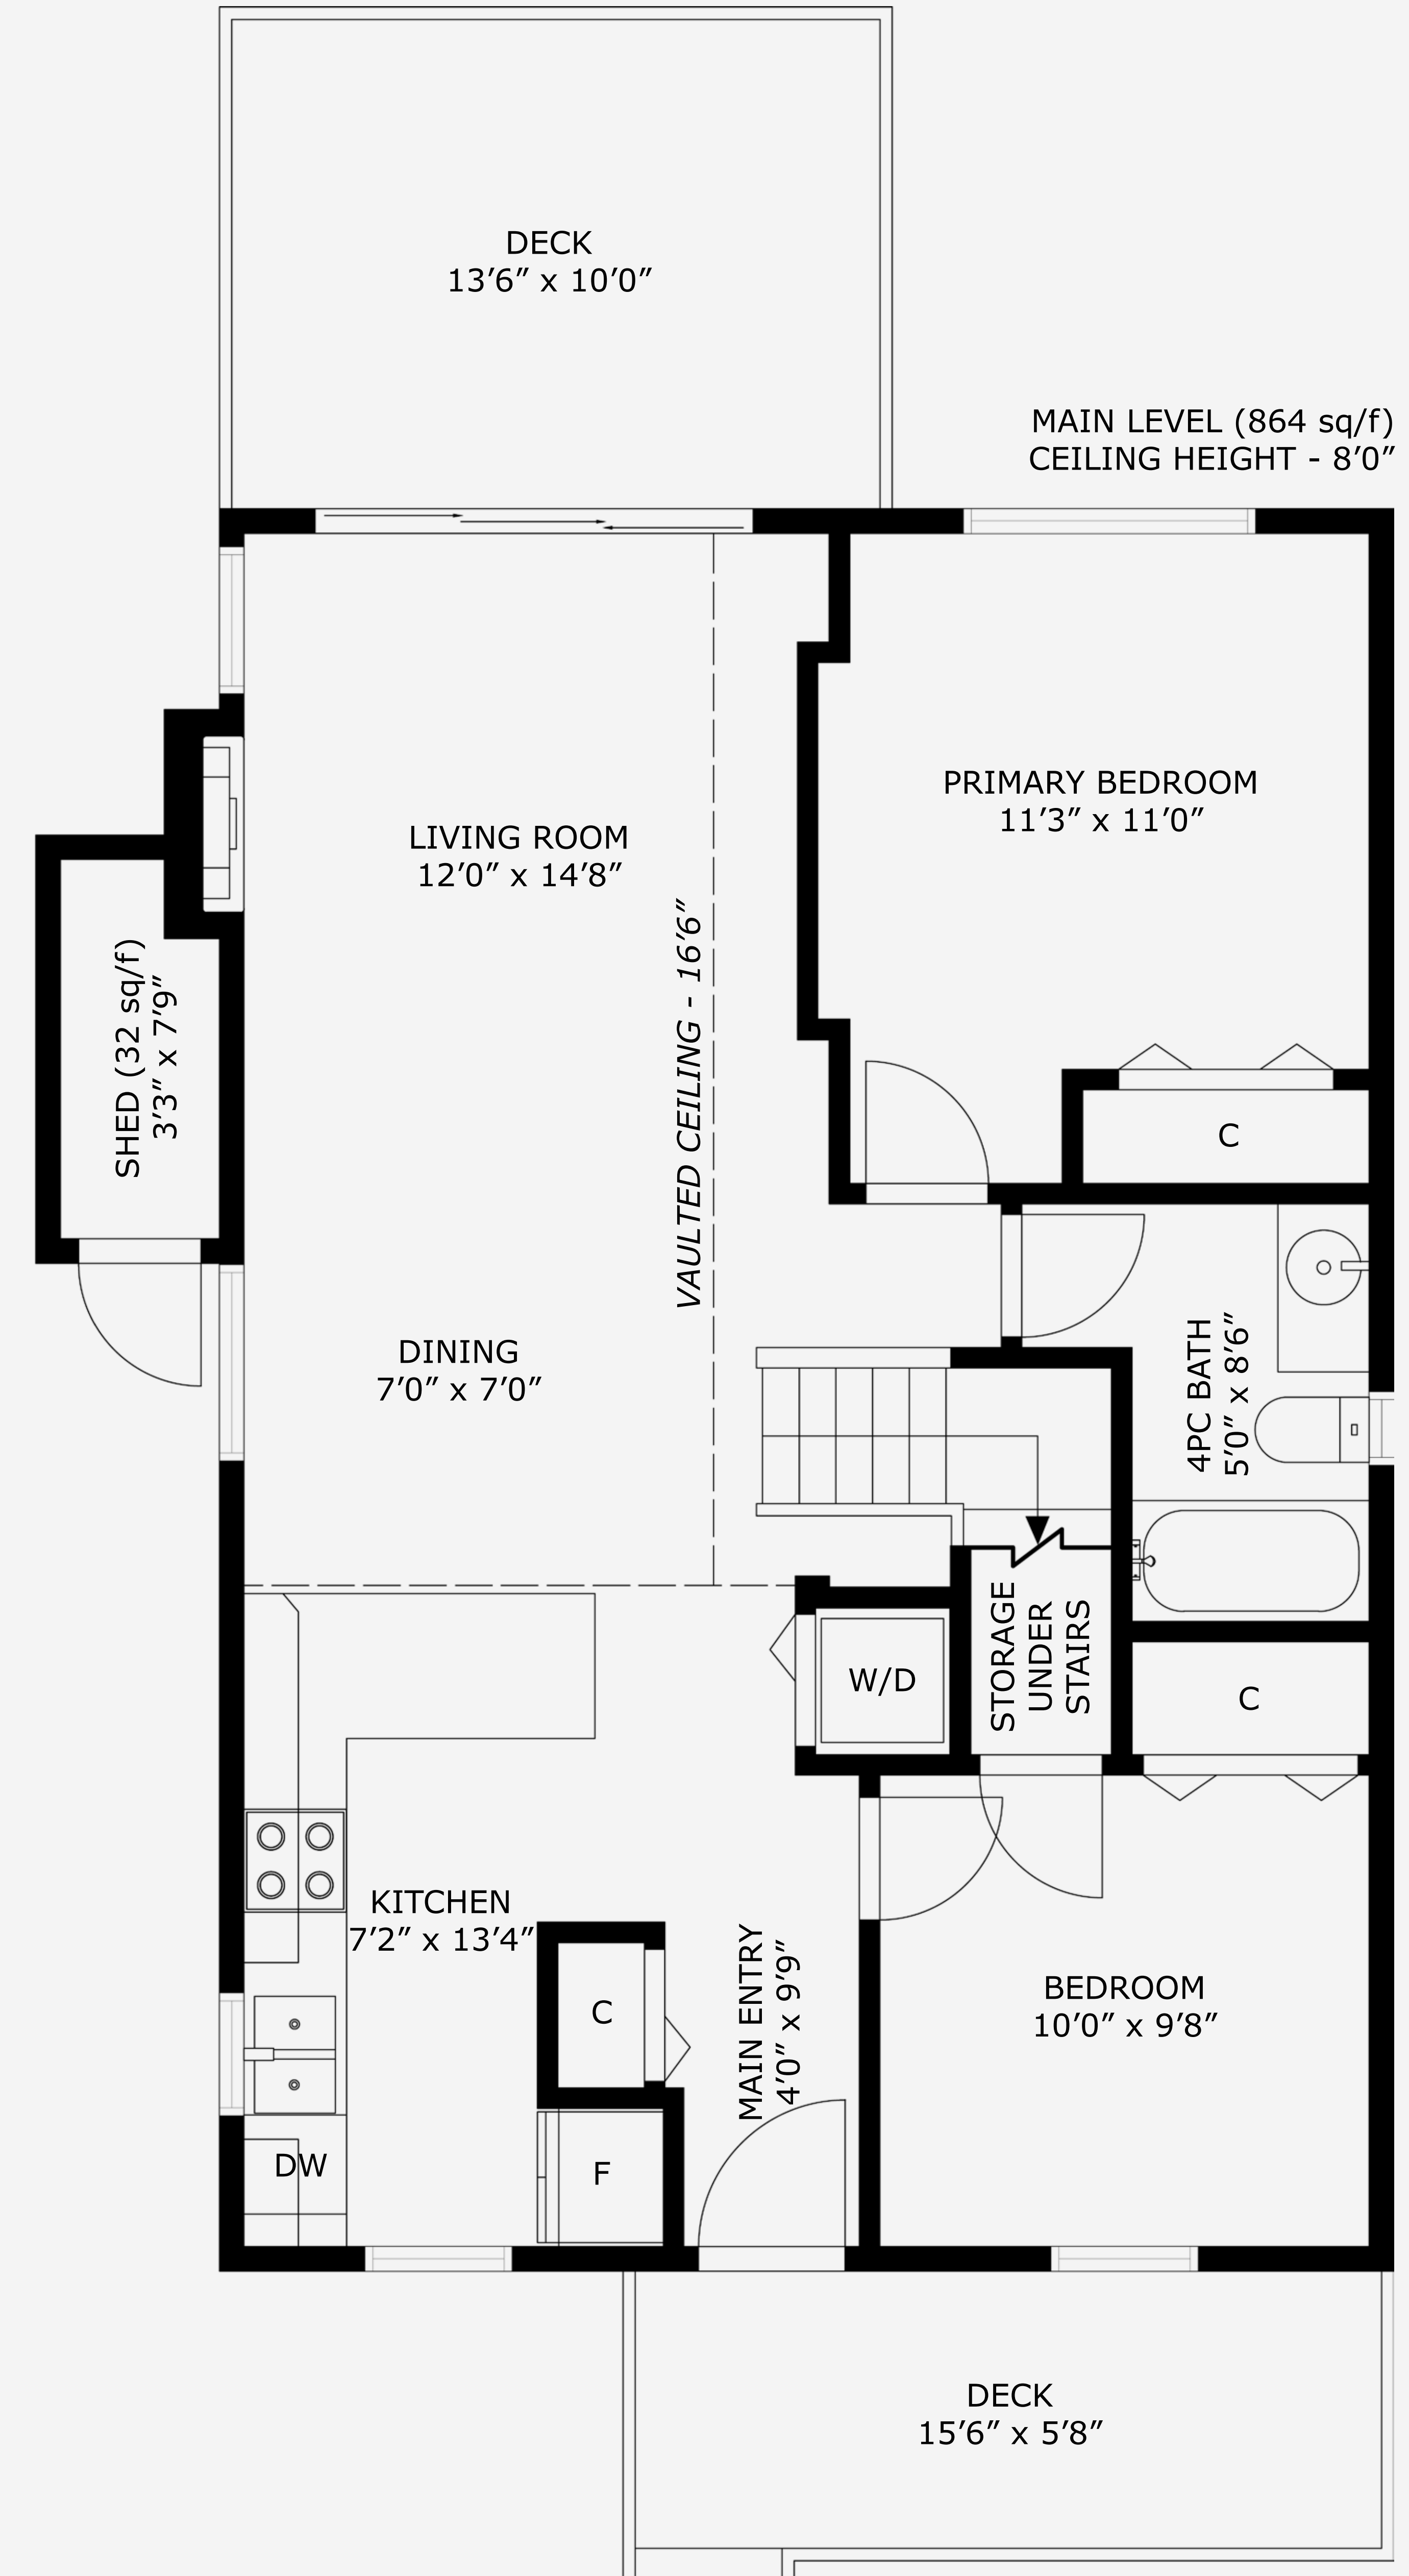 DECK
13′6″ x 10′0″
MAIN LEVEL (864 sq/f)
CEILING HEIGHT - 8′0″
PRIMARY BEDROOM
11′3″ x 11′0″
LIVING ROOM
12′0″ x 14′8″
VAULTED CEILING - 16′6″
SHED (32 sq/f)
3′3″ x 7′9″
C
DINING
7′0″ x 7′0″
4PC BATH
5′0″ x 8′6″
STORAGE
UNDER
STAIRS
W/D
C
KITCHEN
7′2″ x 13′4″
C
MAIN ENTRY
4′0″ x 9′9″
BEDROOM
10′0″ x 9′8″
DW
F
DECK
15′6″ x 5′8″